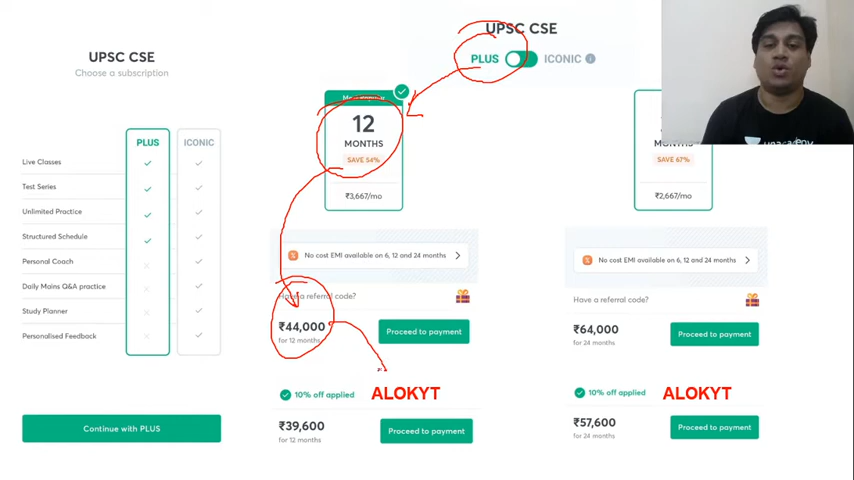 UPSC CSE
Choose a subscription
PLUS
ICONIC
Live Classes
Test Series
Unlimited Practice
Structured Schedule
Personal Coach
Daily Mains Q&A practice
Study Planner
Personalised Feedback
Continue with PLUS
UPSC CSE
PLUS ICONIC
12
MONTHS
SAVE 54%
₹3,667/mo
No cost EMI available on 6, 12 and 24 months
Have a referral code?
₹44,000
for 12 months
Proceed to payment
10% off applied
ALOKYT
₹39,600
for 12 months
Proceed to payment
MONTHS
SAVE 67%
₹2,667/mo
No cost EMI available on 6, 12 and 24 months
Have a referral code?
₹64,000
for 24 months
Proceed to payment
10% off applied
ALOKYT
₹57,600
for 24 months
Proceed to payment